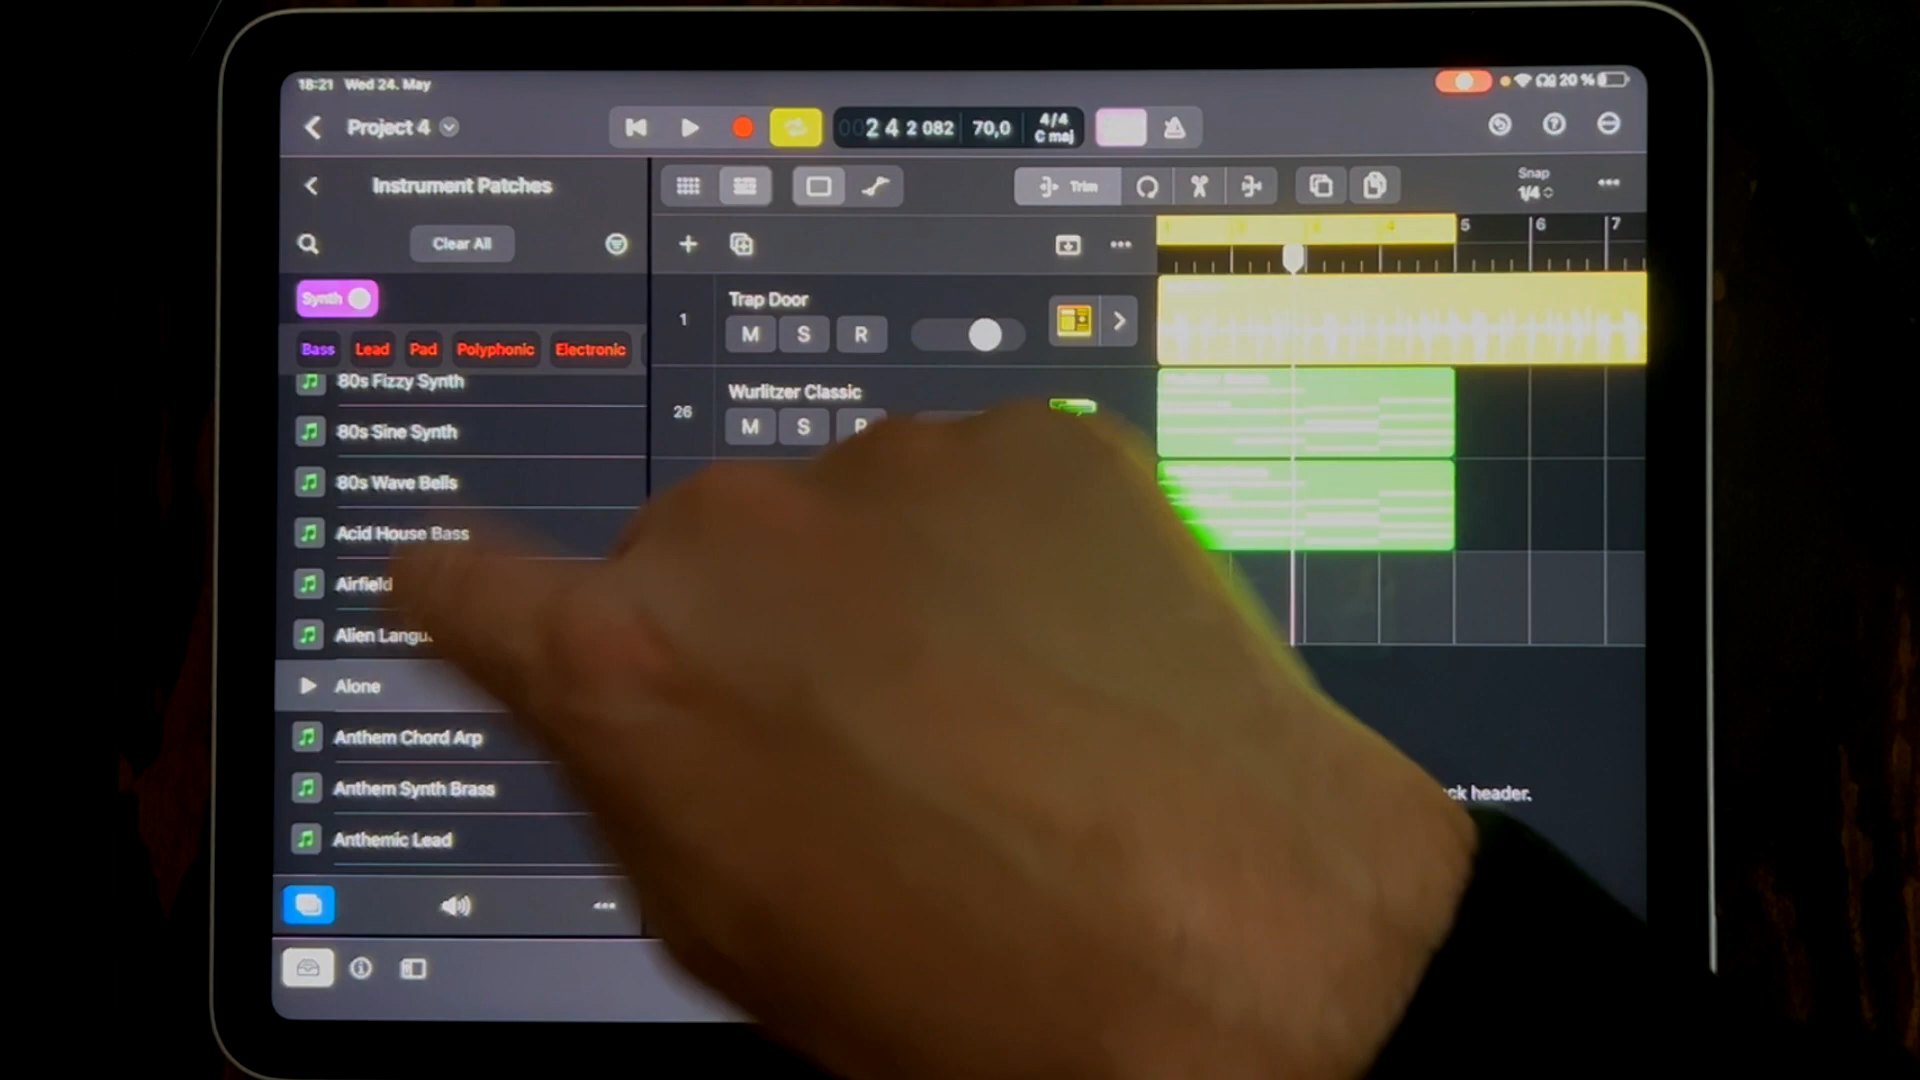 18:21 Wed 24. May
20 %
Project 4
2 4 2 082 70,0 4/4 C maj
Instrument Patches
Trim
Snap
1/4
Clear All
5 6 7
Synth
Bass Lead Pad Polyphonic Electronic
80s Fizzy Synth
80s Sine Synth
80s Wave Bells
Acid House Bass
Airfield
Alien Langu
Alone
Anthem Chord Arp
Anthem Synth Brass
Anthemic Lead
1
Trap Door
M S R
26
Wurlitzer Classic
M S R
ck header.